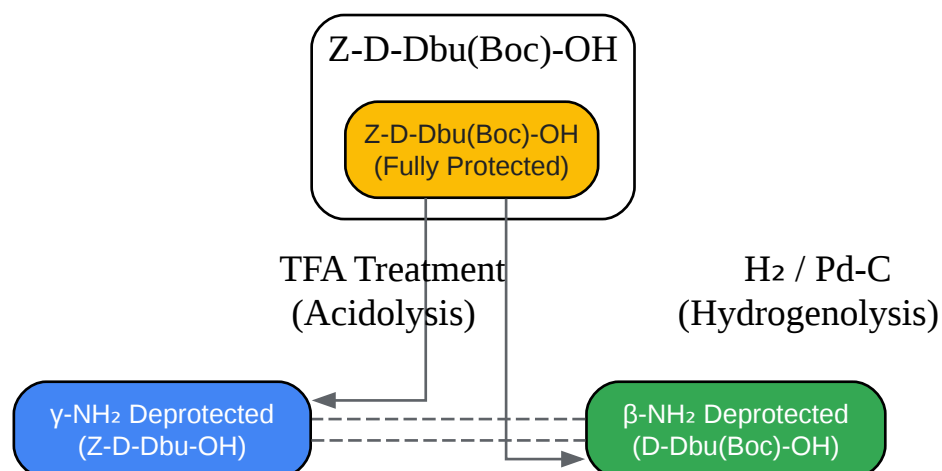 Z-D-Dbu(Boc)-OH
Z-D-Dbu(Boc)-OH
(Fully Protected)
TFA Treatment
(Acidolysis)
H₂ / Pd-C
(Hydrogenolysis)
γ-NH₂ Deprotected
(Z-D-Dbu-OH)
β-NH₂ Deprotected
(D-Dbu(Boc)-OH)